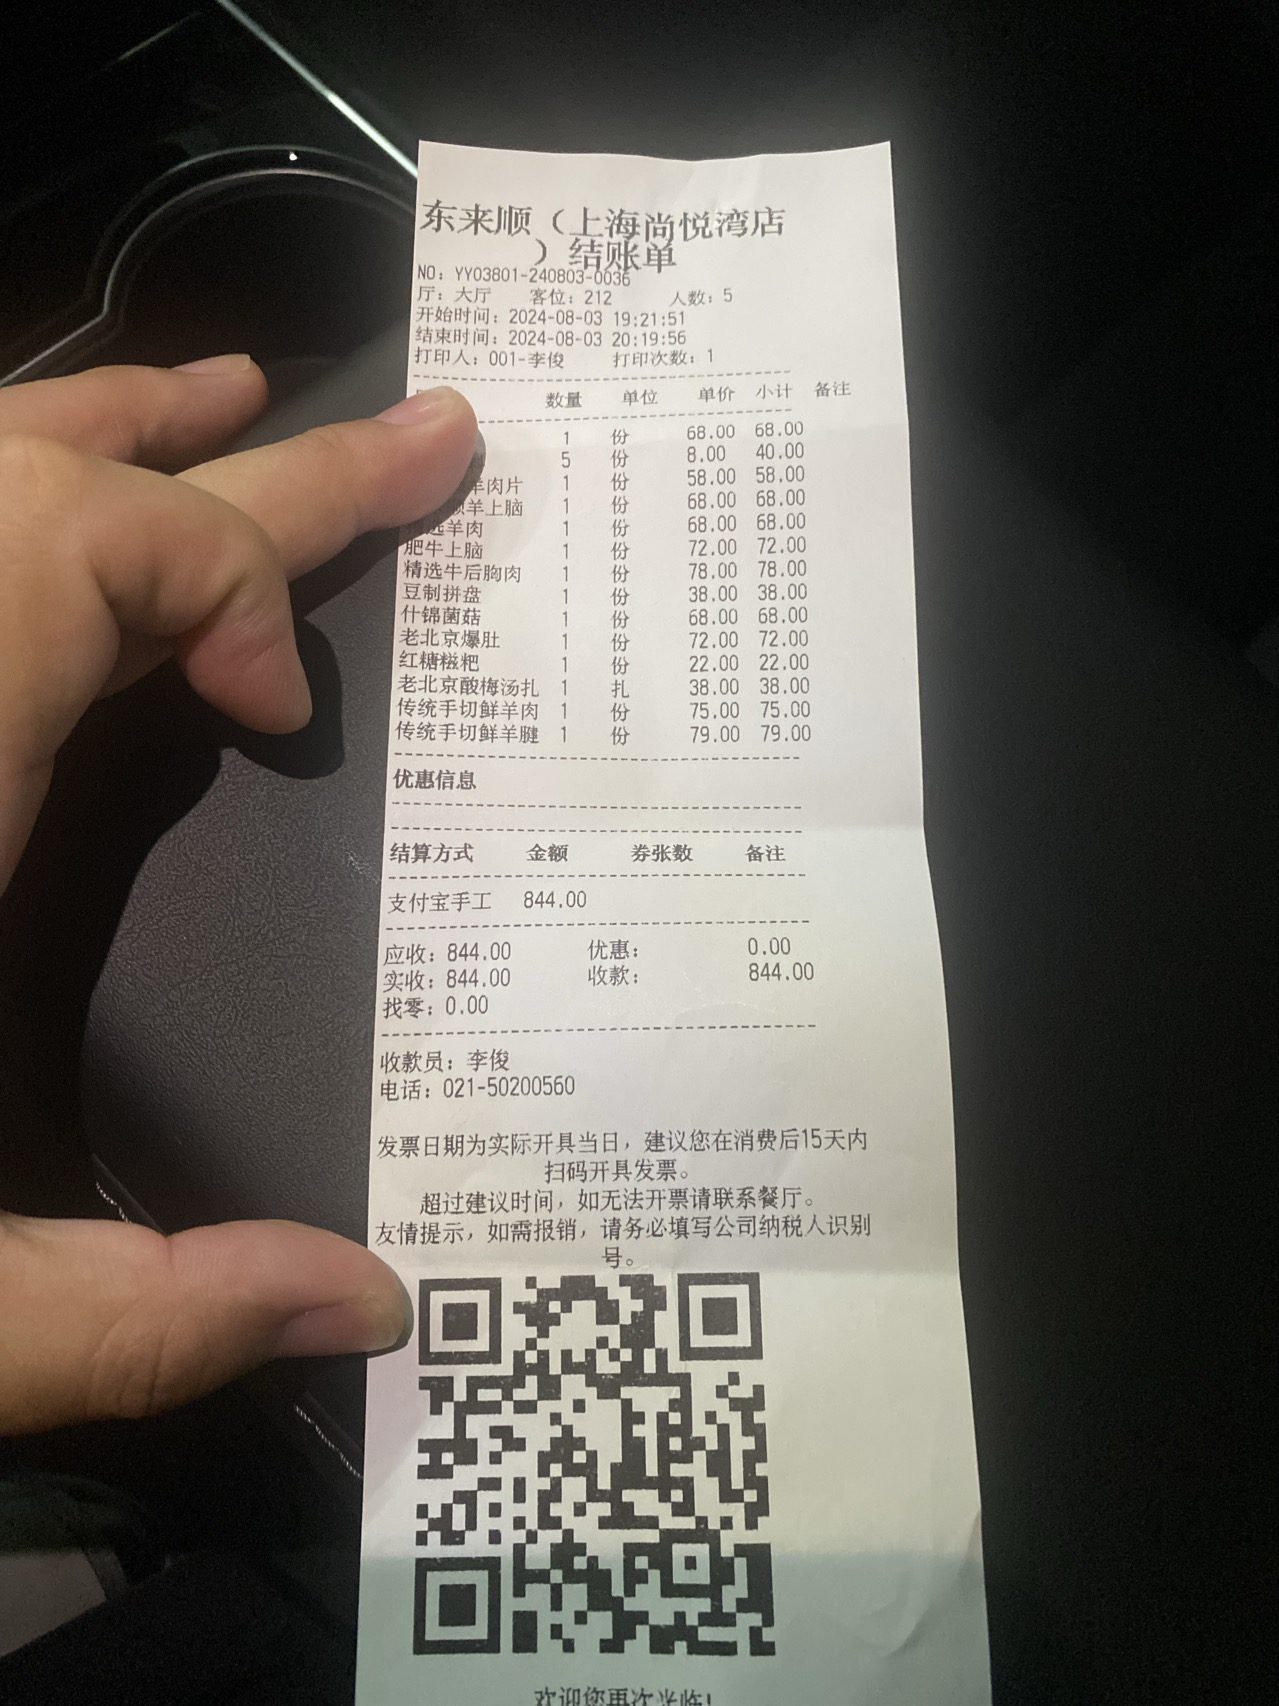 东来顺（上海尚悦湾店
）结账单
NO：YY03801-240803-0036
厅：大厅 客位：212 人数：5
开始时间：2024-08-03 19:21:51
结束时间：2024-08-03 20:19:56
打印人：001-李俊 打印次数：1
数量 单位 单价 小计 备注
1 份 68.00 68.00
5 份 8.00 40.00
羊肉片 1 份 58.00 58.00
顺羊上脑 1 份 68.00 68.00
选羊肉 1 份 68.00 68.00
肥牛上脑 1 份 72.00 72.00
精选牛后胸肉 1 份 78.00 78.00
豆制拼盘 1 份 38.00 38.00
什锦菌菇 1 份 68.00 68.00
老北京爆肚 1 份 72.00 72.00
红糖糍粑 1 份 22.00 22.00
老北京酸梅汤扎 1 扎 38.00 38.00
传统手切鲜羊肉 1 份 75.00 75.00
传统手切鲜羊腱 1 份 79.00 79.00
优惠信息
结算方式 金额 券张数 备注
支付宝手工 844.00
应收：844.00 优惠： 0.00
实收：844.00 收款： 844.00
找零：0.00
收款员：李俊
电话：021-50200560
发票日期为实际开具当日，建议您在消费后15天内
扫码开具发票。
超过建议时间，如无法开票请联系餐厅。
友情提示，如需报销，请务必填写公司纳税人识别
号。
欢迎您再次光临！